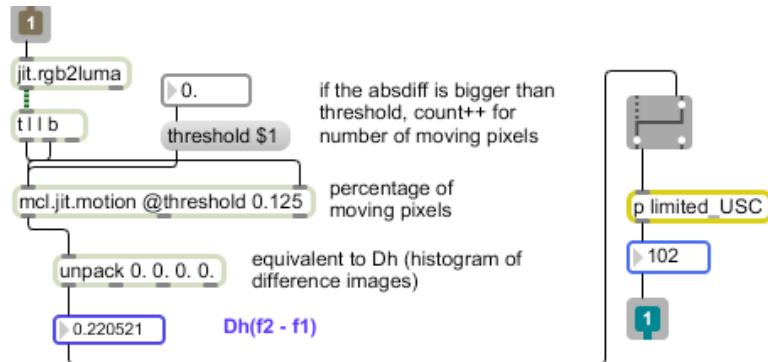 1
jit.rgb2luma
0.
if the absdiff is bigger than
threshold, count++ for
number of moving pixels
t l l b
threshold $1
mcl.jit.motion @threshold 0.125
percentage of
moving pixels
p limited_USC
unpack 0. 0. 0. 0.
equivalent to Dh (histogram of
difference images)
102
0.220521
Dh(f2 - f1)
1